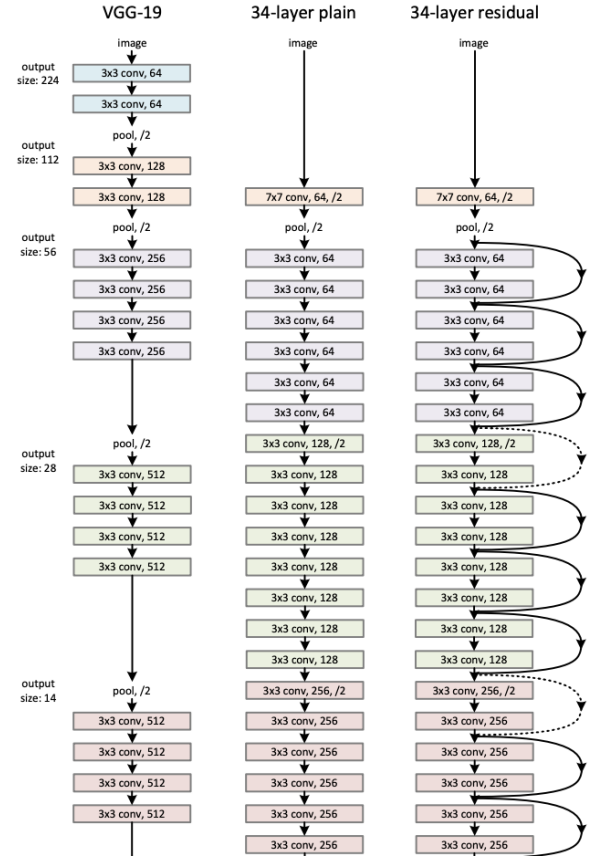 VGG-19
image
output
size: 224
3x3 conv, 64
3x3 conv, 64
pool, /2
output
size: 112
3x3 conv, 128
3x3 conv, 128
pool, /2
output
size: 56
3x3 conv, 256
3x3 conv, 256
3x3 conv, 256
3x3 conv, 256
pool, /2
output
size: 28
3x3 conv, 512
3x3 conv, 512
3x3 conv, 512
3x3 conv, 512
output
size: 14
pool, /2
3x3 conv, 512
3x3 conv, 512
3x3 conv, 512
3x3 conv, 512
34-layer plain
image
7x7 conv, 64, /2
pool, /2
3x3 conv, 64
3x3 conv, 64
3x3 conv, 64
3x3 conv, 64
3x3 conv, 64
3x3 conv, 64
3x3 conv, 128, /2
3x3 conv, 128
3x3 conv, 128
3x3 conv, 128
3x3 conv, 128
3x3 conv, 128
3x3 conv, 128
3x3 conv, 128
3x3 conv, 256, /2
3x3 conv, 256
3x3 conv, 256
3x3 conv, 256
3x3 conv, 256
3x3 conv, 256
34-layer residual
image
7x7 conv, 64, /2
pool, /2
3x3 conv, 64
3x3 conv, 64
3x3 conv, 64
3x3 conv, 64
3x3 conv, 64
3x3 conv, 64
3x3 conv, 128, /2
3x3 conv, 128
3x3 conv, 128
3x3 conv, 128
3x3 conv, 128
3x3 conv, 128
3x3 conv, 128
3x3 conv, 128
3x3 conv, 256, /2
3x3 conv, 256
3x3 conv, 256
3x3 conv, 256
3x3 conv, 256
3x3 conv, 256